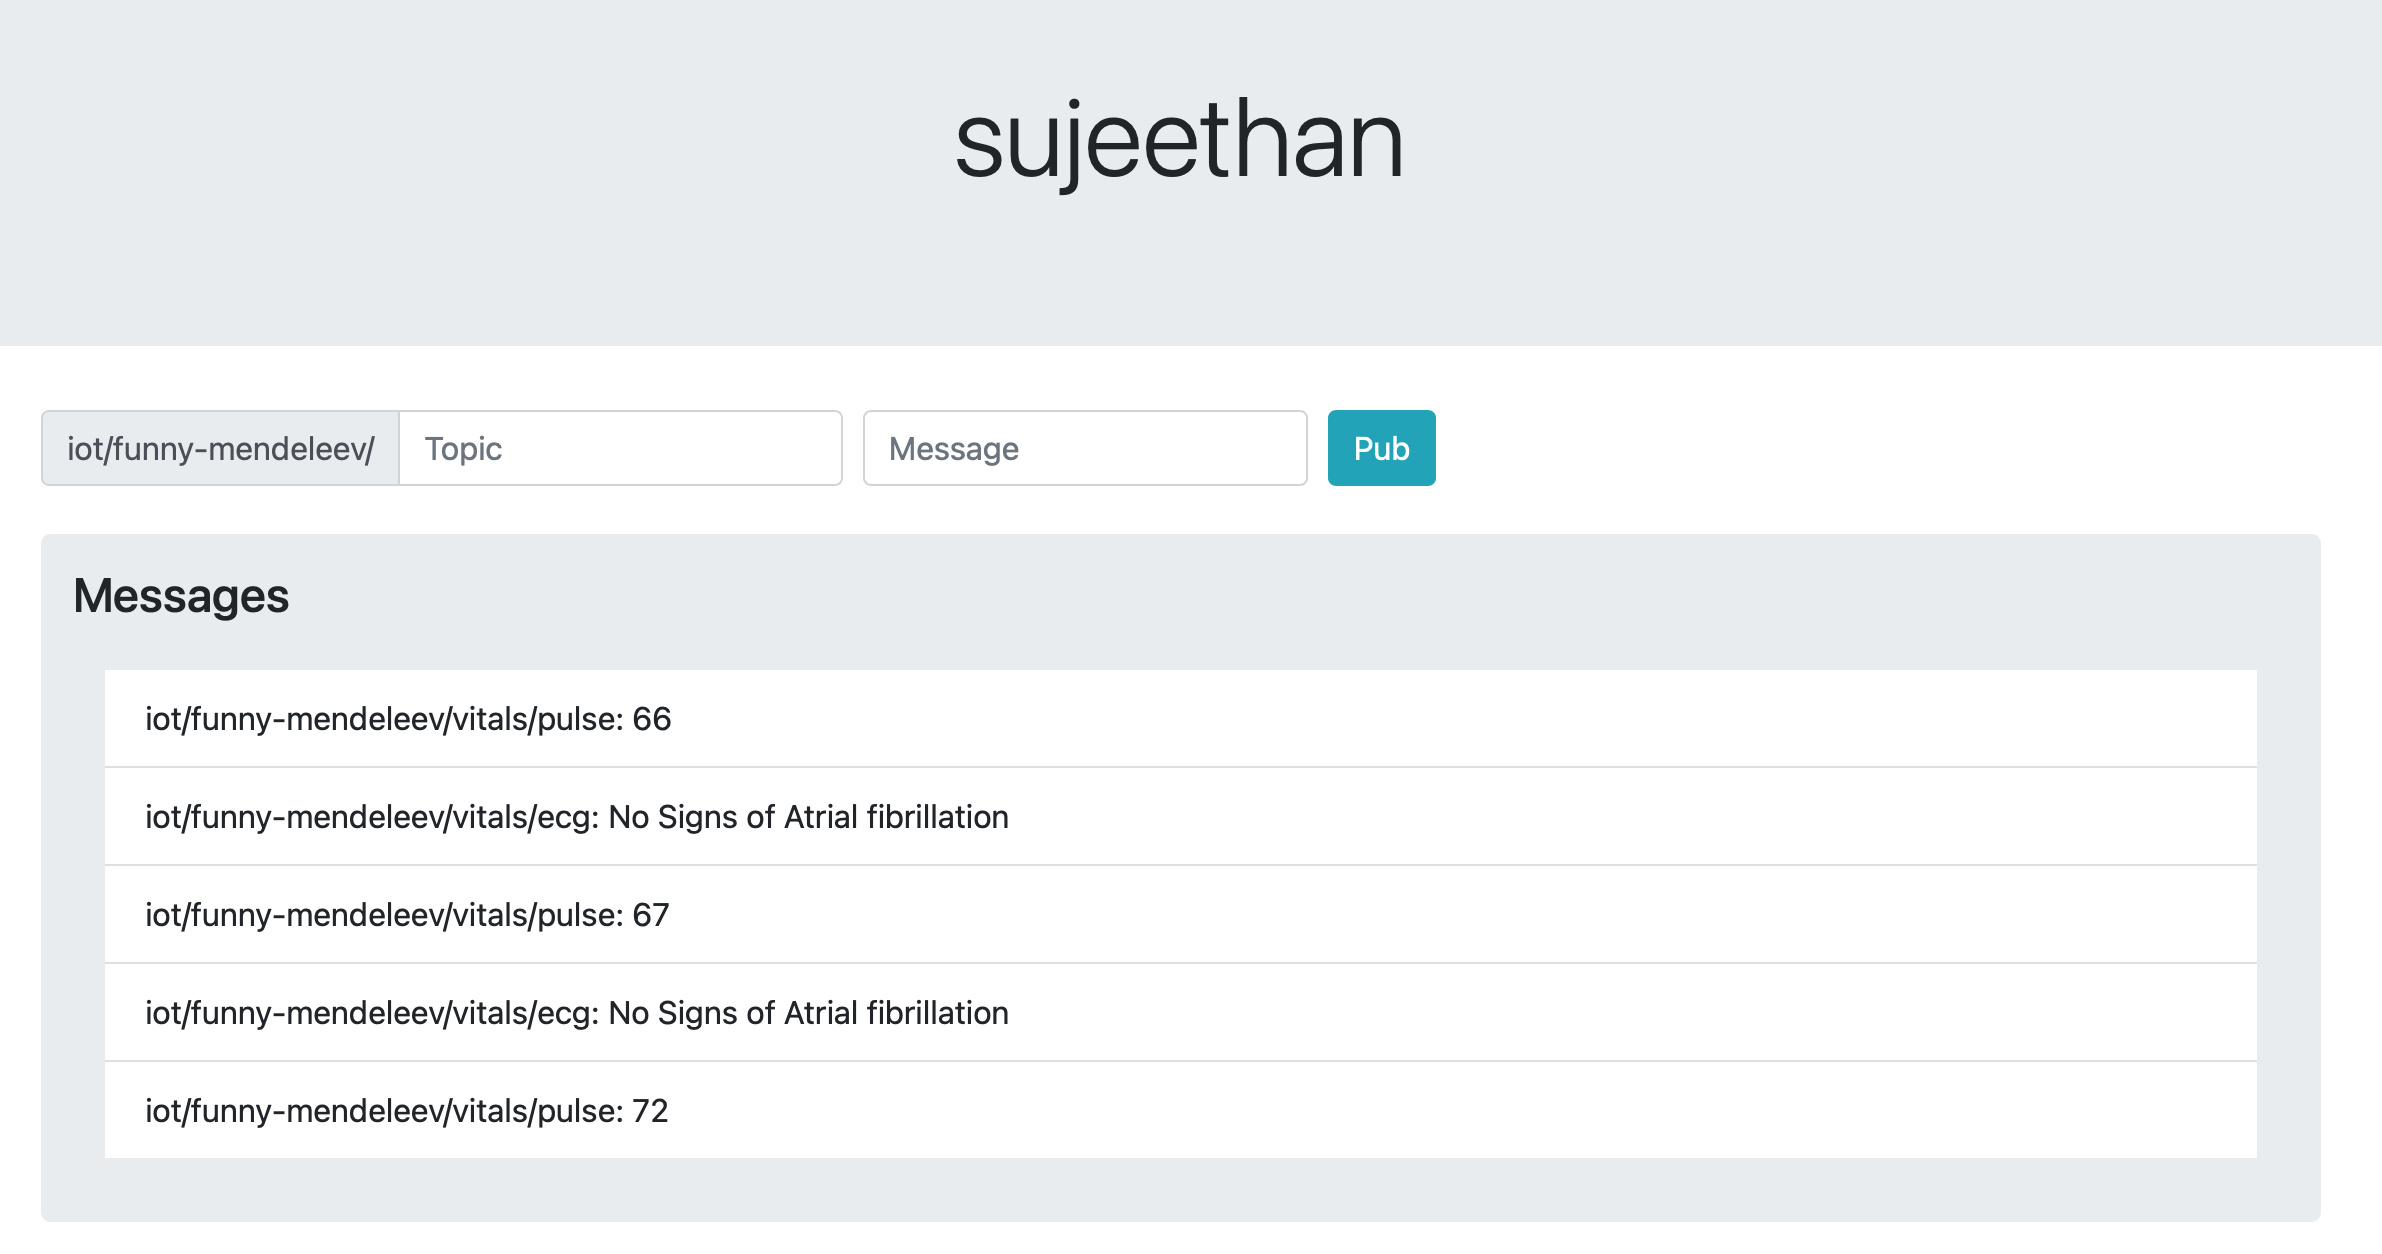 sujeethan
iot/funny-mendeleev/ Topic Message Pub
Messages
iot/funny-mendeleev/vitals/pulse: 66
iot/funny-mendeleev/vitals/ecg: No Signs of Atrial fibrillation
iot/funny-mendeleev/vitals/pulse: 67
iot/funny-mendeleev/vitals/ecg: No Signs of Atrial fibrillation
iot/funny-mendeleev/vitals/pulse: 72